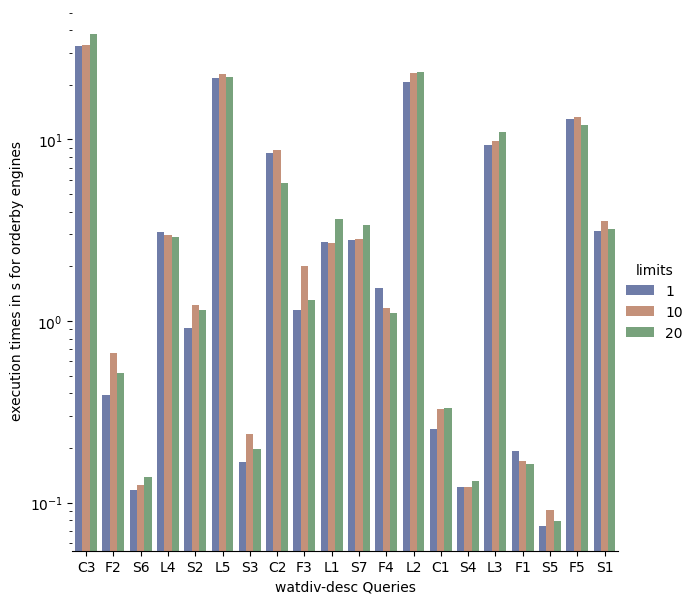 execution times in s for orderby engines
10¹
10⁰
10⁻¹
C3 F2 S6 L4 S2 L5 S3 C2 F3 L1 S7 F4 L2 C1 S4 L3 F1 S5 F5 S1
watdiv-desc Queries
limits
1
10
20